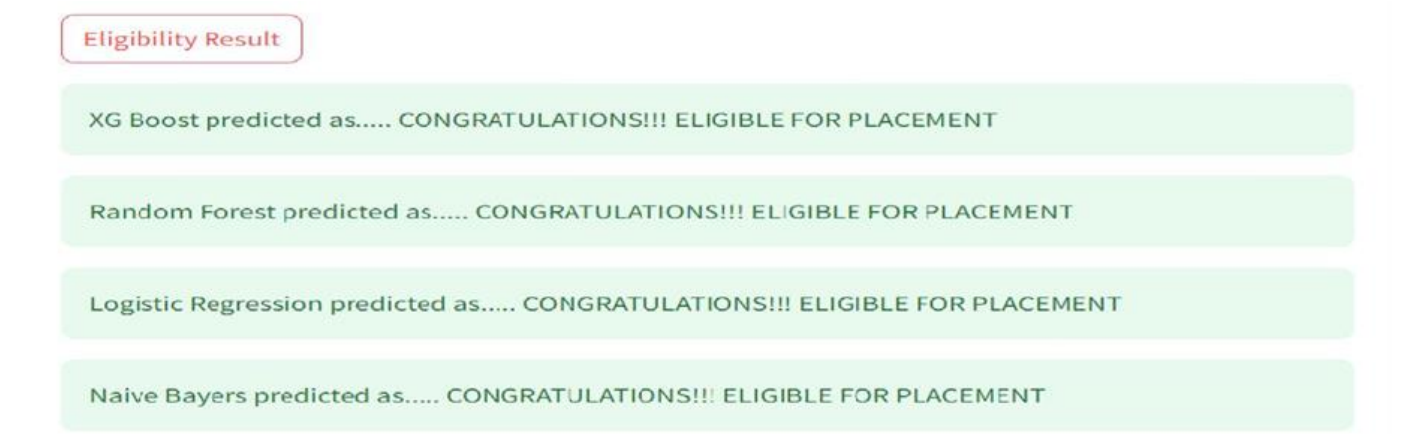 Eligibility Result
XG Boost predicted as..... CONGRATULATIONS!!! ELIGIBLE FOR PLACEMENT
Random Forest predicted as..... CONGRATULATIONS!!! ELIGIBLE FOR PLACEMENT
Logistic Regression predicted as..... CONGRATULATIONS!!! ELIGIBLE FOR PLACEMENT
Naive Bayers predicted as..... CONGRATULATIONS!!! ELIGIBLE FOR PLACEMENT